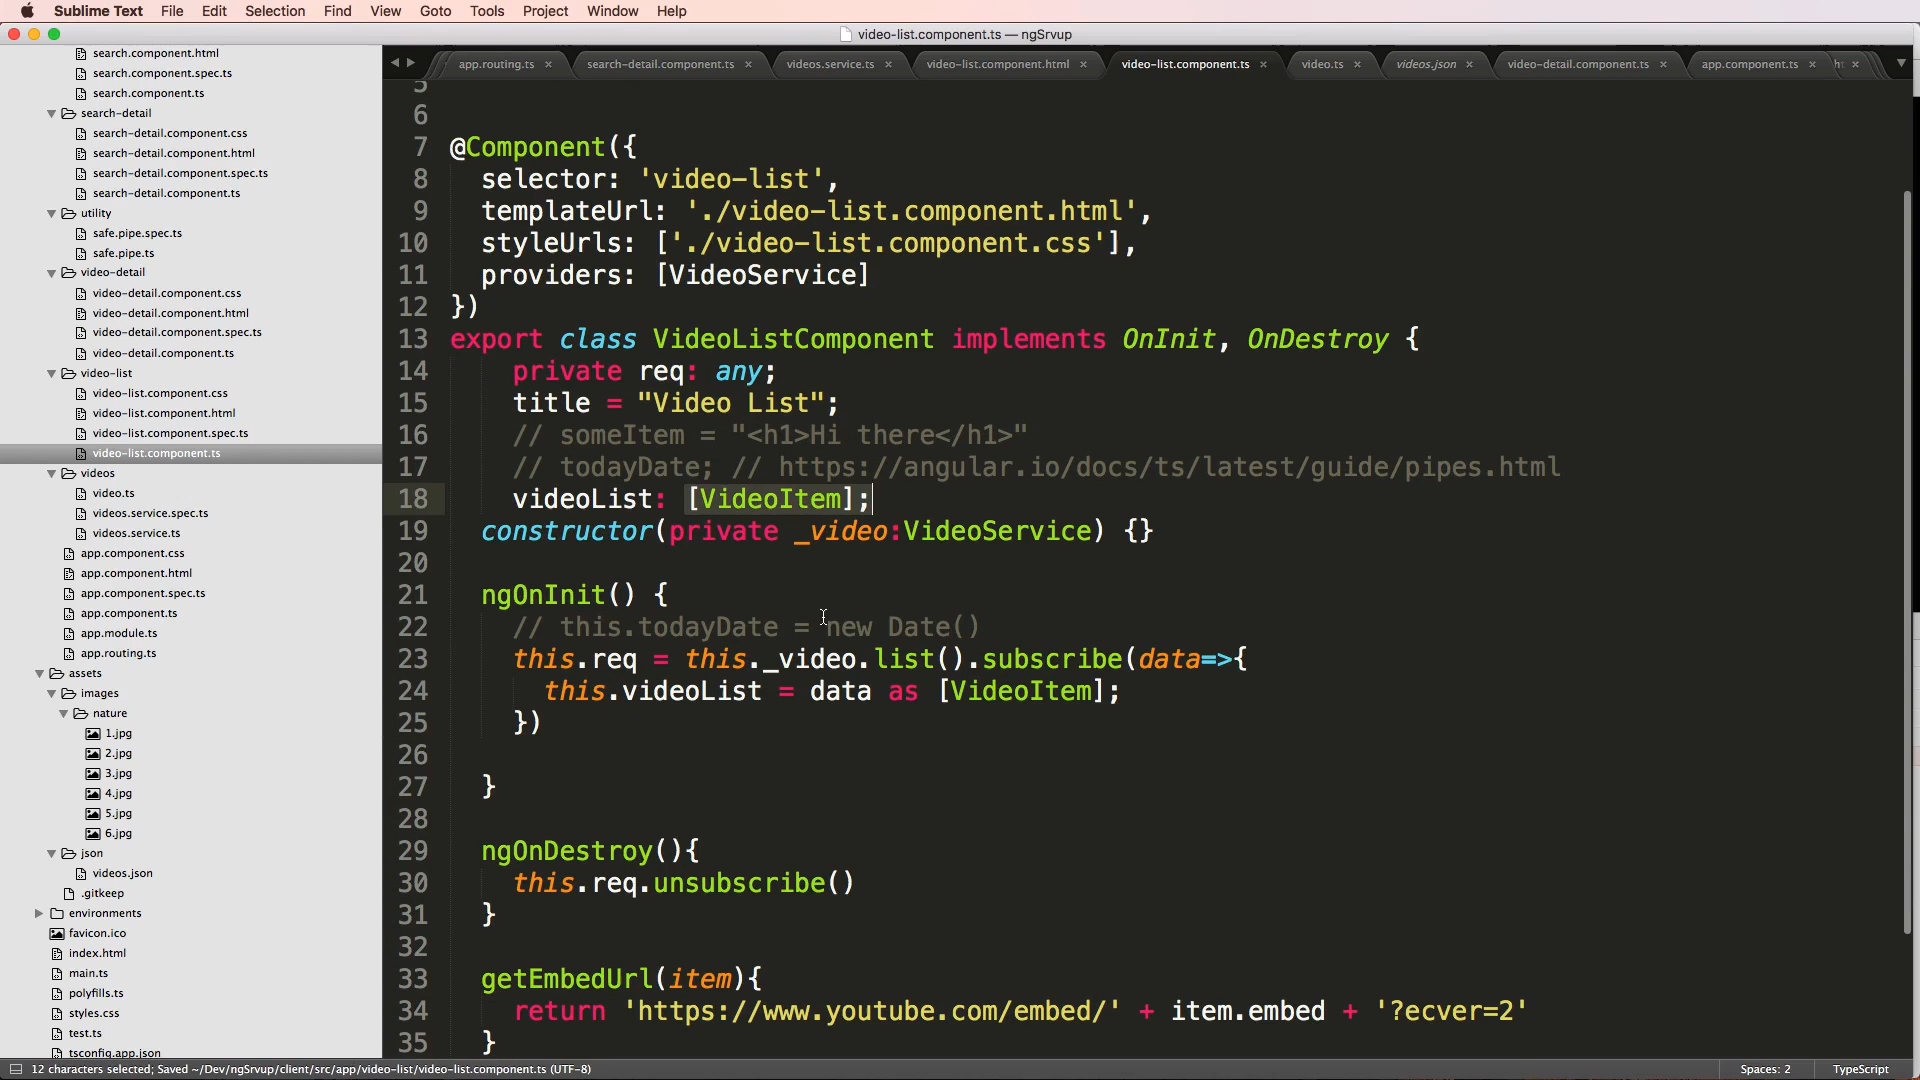 Sublime Text File Edit Selection Find View Goto Tools Project Window Help
video-list.component.ts — ngSrvup
app.routing.ts × search-detail.component.ts × videos.service.ts × video-list.component.html × video-list.component.ts × video.ts × videos.json × video-detail.component.ts × app.component.ts × ht ×
search.component.html
search.component.spec.ts
search.component.ts
search-detail
search-detail.component.css
search-detail.component.html
search-detail.component.spec.ts
search-detail.component.ts
utility
safe.pipe.spec.ts
safe.pipe.ts
video-detail
video-detail.component.css
video-detail.component.html
video-detail.component.spec.ts
video-detail.component.ts
video-list
video-list.component.css
video-list.component.html
video-list.component.spec.ts
video-list.component.ts
videos
video.ts
videos.service.spec.ts
videos.service.ts
app.component.css
app.component.html
app.component.spec.ts
app.component.ts
app.module.ts
app.routing.ts
assets
images
nature
1.jpg
2.jpg
3.jpg
4.jpg
5.jpg
6.jpg
json
videos.json
.gitkeep
environments
favicon.ico
index.html
main.ts
polyfills.ts
styles.css
test.ts
tsconfig.app.json
5
6
7 @Component({
8 selector: 'video-list',
9 templateUrl: './video-list.component.html',
10 styleUrls: ['./video-list.component.css'],
11 providers: [VideoService]
12 })
13 export class VideoListComponent implements OnInit, OnDestroy {
14 private req: any;
15 title = "Video List";
16 // someItem = "<h1>Hi there</h1>"
17 // todayDate; // https://angular.io/docs/ts/latest/guide/pipes.html
18 videoList: [VideoItem];
19 constructor(private _video:VideoService) {}
20
21 ngOnInit() {
22 // this.todayDate = new Date()
23 this.req = this._video.list().subscribe(data=>{
24 this.videoList = data as [VideoItem];
25 })
26
27 }
28
29 ngOnDestroy(){
30 this.req.unsubscribe()
31 }
32
33 getEmbedUrl(item){
34 return 'https://www.youtube.com/embed/' + item.embed + '?ecver=2'
35 }
12 characters selected; Saved ~/Dev/ngSrvup/client/src/app/video-list/video-list.component.ts (UTF-8) Spaces: 2 TypeScript